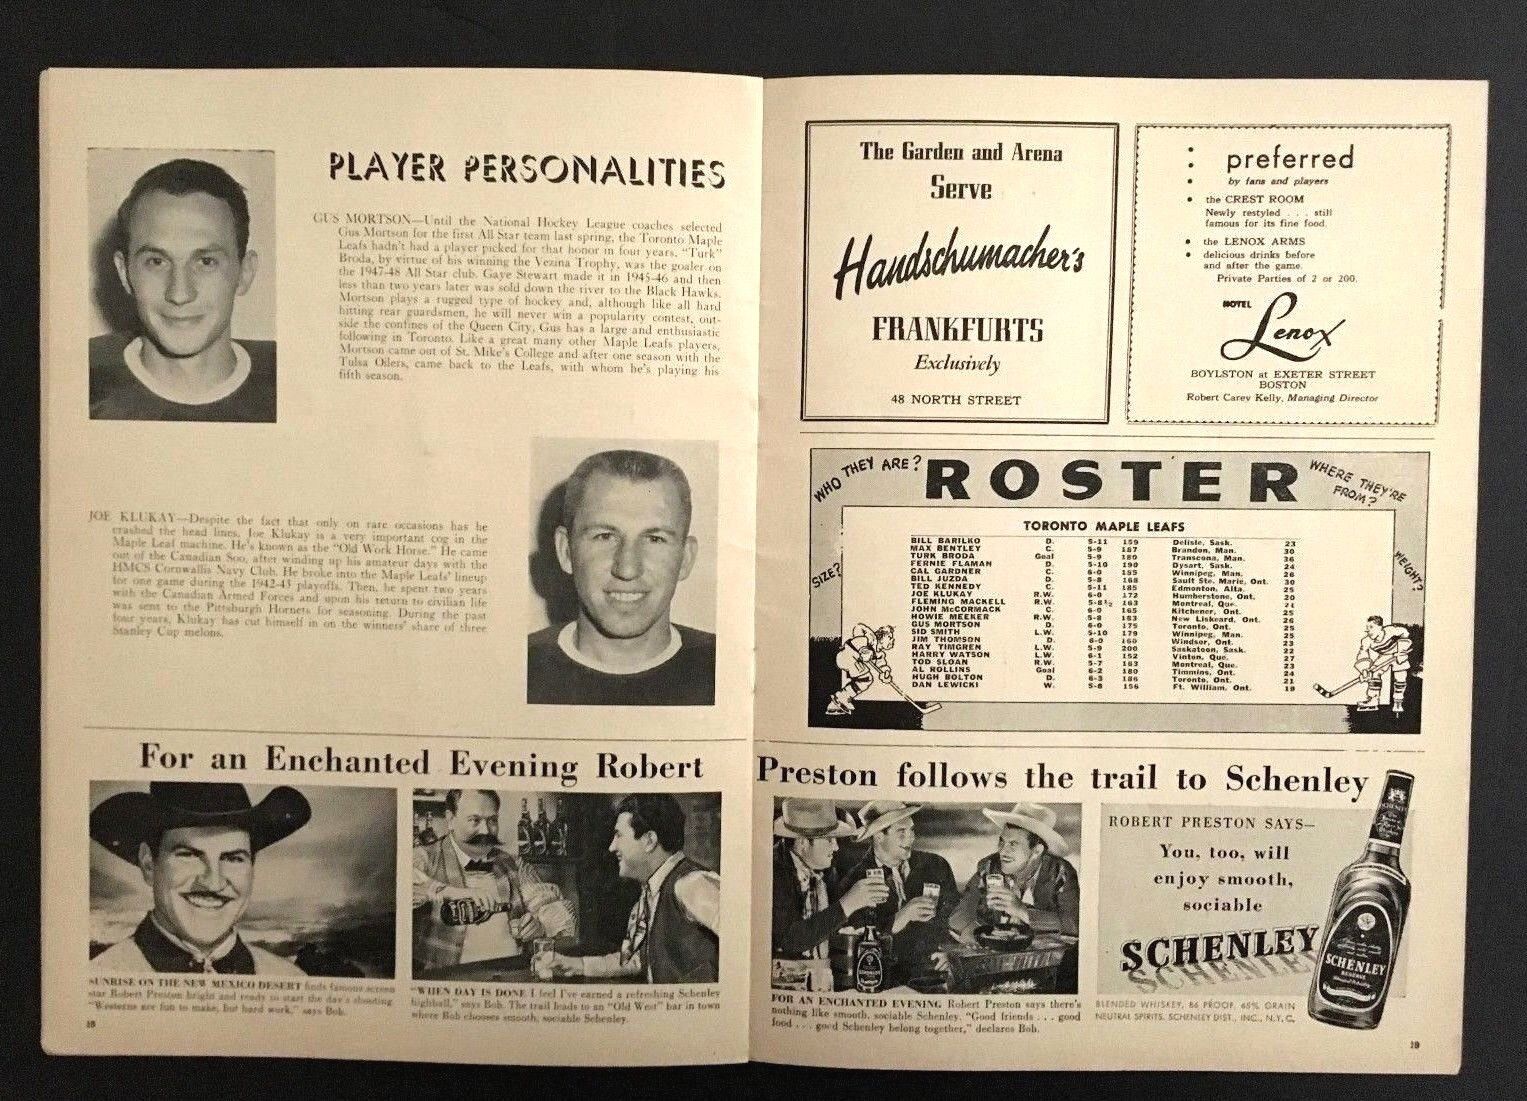 PLAYER PERSONALITIES
GUS MORTSON—Until the National Hockey League coaches selected
Gus Mortson for the first All Star team last spring, the Toronto Maple
Leafs hadn't had a player picked for that honor in four years. "Turk"
Broda, by virtue of his winning the Vezina Trophy, was the goaler on
the 1947-48 All Star club. Gaye Stewart made it in 1945-46 and then
less than two years later was sold down the river to the Black Hawks.
Mortson plays a rugged type of hockey and, although like all hard
hitting rear guardsmen, he will never win a popularity contest, out-
side the confines of the Queen City, Gus has a large and enthusiastic
following in Toronto. Like a great many other Maple Leafs players,
Mortson came out of St. Mike's College and after one season with the
Tulsa Oilers, came back to the Leafs, with whom he's playing his
fifth season.
JOE KLUKAY—Despite the fact that only on rare occasions has he
crashed the head lines, Joe Klukay is a very important cog in the
Maple Leaf machine. He's known as the "Old Work Horse." He came
out of the Canadian Soo, after winding up his amateur days with the
HMCS Cornwallis Navy Club. He broke into the Maple Leafs' lineup
for one game during the 1942-43 playoffs. Then, he spent two years
with the Canadian Armed Forces and upon his return to civilian life
was sent to the Pittsburgh Hornets for seasoning. During the past
four years, Klukay has cut himself in on the winners' share of three
Stanley Cup melons.
For an Enchanted Evening Robert
SUNRISE ON THE NEW MEXICO DESERT finds famous screen
star Robert Preston bright and ready to start the day's shooting
"Westerns are fun to make, but hard work," says Bob.
"WHEN DAY IS DONE I feel I've earned a refreshing Schenley
highball," says Bob. The trail leads to an "Old West" bar in town
where Bob chooses smooth, sociable Schenley.
18
The Garden and Arena
Serve
Handschumacher's
FRANKFURTS
Exclusively
48 NORTH STREET
preferred
by fans and players
the CREST ROOM
Newly restyled . . . still
famous for its fine food
the LENOX ARMS
delicious drinks before
and after the game.
Private Parties of 2 or 200.
HOTEL
Lenox
BOYLSTON at EXETER STREET
BOSTON
Robert Carey Kelly, Managing Director
WHO THEY ARE?
ROSTER
WHERE THEY'RE
FROM?
SIZE?
WEIGHT?
TORONTO MAPLE LEAFS
BILL BARILKO D. 5-11 159 Delisle, Sask. 23
MAX BENTLEY C. 5-9 187 Brandon, Man. 30
TURK BRODA Goal 5-9 180 Transcona, Man. 36
FERNIE FLAMAN D. 5-10 190 Dysart, Sask. 24
CAL GARDNER C. 6-0 185 Winnipeg, Man. 26
BILL JUZDA D. 5-8 168 Sault Ste. Marie, Ont. 30
TED KENNEDY C. 5-11 185 Edmonton, Alta. 25
JOE KLUKAY R.W. 6-0 172 Humberstone, Ont. 20
FLEMING MACKELL R.W. 5-8½ 163 Montreal, Que. 21
JOHN McCORMACK C. 6-0 165 Kitchener, Ont. 25
HOWIE MEEKER R.W. 5-8 183 New Liskeard, Ont. 26
GUS MORTSON D. 6-0 175 Toronto, Ont. 25
SID SMITH L.W. 5-10 179 Winnipeg, Man. 25
JIM THOMSON D. 6-0 160 Windsor, Ont. 23
RAY TIMGREN L.W. 5-9 200 Saskatoon, Sask. 22
HARRY WATSON L.W. 6-1 152 Vinton, Que. 27
TOD SLOAN R.W. 5-7 163 Montreal, Que. 23
AL ROLLINS Goal 6-2 180 Timmins, Ont. 24
HUGH BOLTON D. 6-3 186 Toronto, Ont. 21
DAN LEWICKI W. 5-8 156 Ft. William, Ont. 19
Preston follows the trail to Schenley
FOR AN ENCHANTED EVENING Robert Preston says there's
nothing like smooth, sociable Schenley. "Good friends . . . good
food . . . good Schenley belong together," declares Bob.
ROBERT PRESTON SAYS—
You, too, will
enjoy smooth,
sociable
SCHENLEY
BLENDED WHISKEY, 86 PROOF, 65% GRAIN
NEUTRAL SPIRITS. SCHENLEY DIST., INC., N.Y.C.
SCHENLEY
RESERVE
19